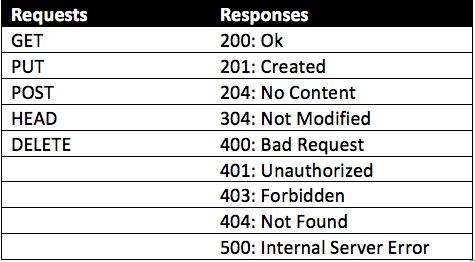 Requests Responses
GET 200: Ok
PUT 201: Created
POST 204: No Content
HEAD 304: Not Modified
DELETE 400: Bad Request
401: Unauthorized
403: Forbidden
404: Not Found
500: Internal Server Error